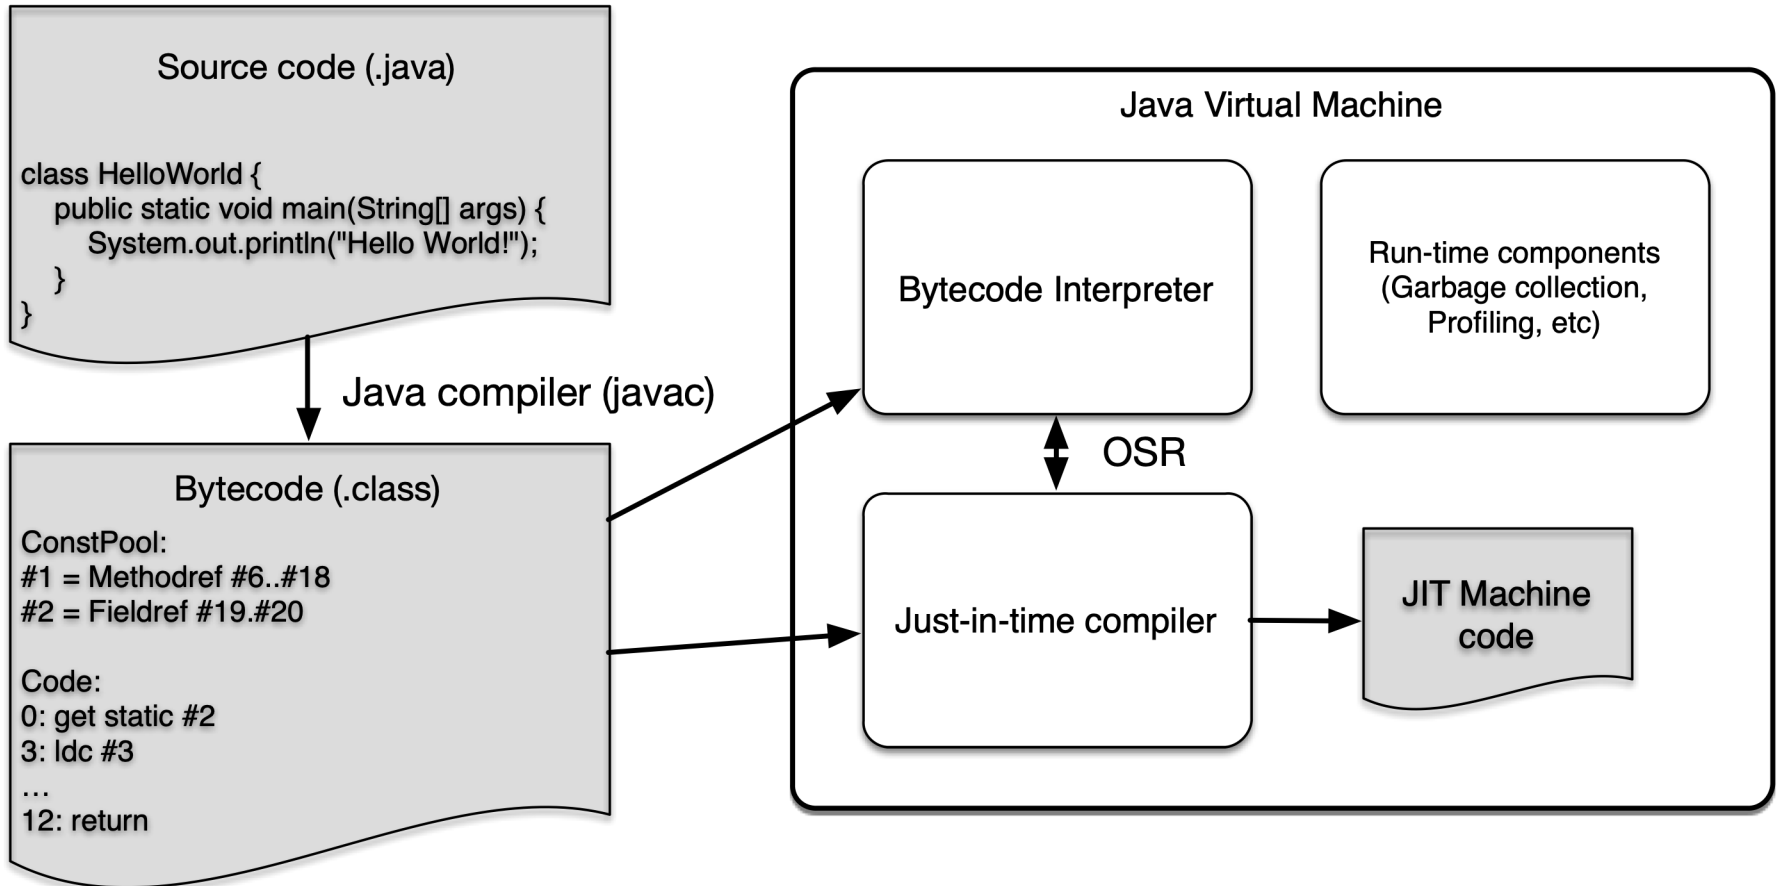 Source code (.java)
class HelloWorld {
public static void main(String[] args) {
System.out.println("Hello World!");
}
}
Java compiler (javac)
Bytecode (.class)
ConstPool:
#1 = Methodref #6..#18
#2 = Fieldref #19.#20
Code:
0: get static #2
3: ldc #3
...
12: return
Java Virtual Machine
Bytecode Interpreter
Run-time components
(Garbage collection,
Profiling, etc)
OSR
Just-in-time compiler
JIT Machine
code